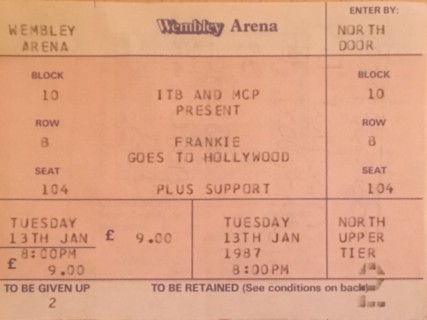 WEMBLEY ARENA
Wembley Arena
ENTER BY:
NORTH DOOR
BLOCK
10
ITB AND MCP
PRESENT
BLOCK
10
ROW
8
FRANKIE
GOES TO HOLLYWOOD
ROW
8
SEAT
104
PLUS SUPPORT
SEAT
104
TUESDAY
13TH JAN
8:00PM
£ 9.00
£ 9.00
TUESDAY
13TH JAN
1987
8:00PM
NORTH
UPPER
TIER
TO BE GIVEN UP
2
TO BE RETAINED (See conditions on back)